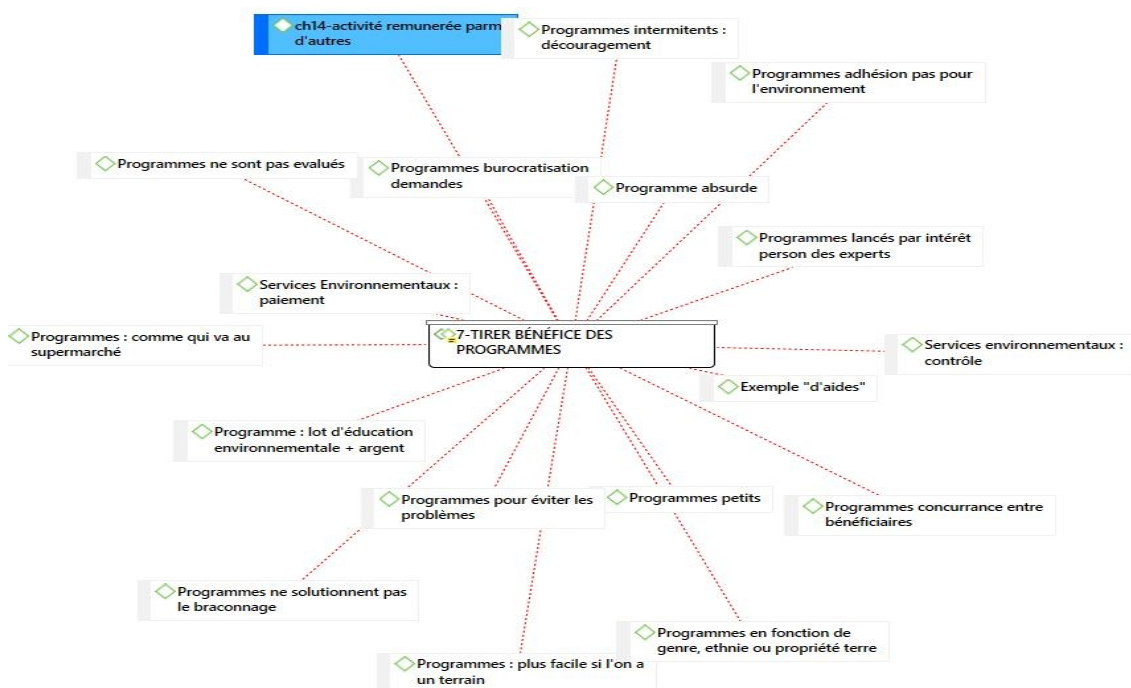 ch14-activité remunerée parm
d'autres
Programmes intermitents :
découragement
Programmes adhésion pas pour
l'environnement
Programmes ne sont pas evalués
Programmes burocratisation
demandes
Programme absurde
Programmes lancés par intérêt
person des experts
Services Environnementaux :
paiement
7-TIRER BÉNÉFICE DES
PROGRAMMES
Programmes : comme qui va au
supermarché
Services environnementaux :
contrôle
Exemple "d'aides"
Programme : lot d'éducation
environnementale + argent
Programmes pour éviter les
problèmes
Programmes petits
Programmes concurrance entre
bénéficiaires
Programmes ne solutionnent pas
le braconnage
Programmes en fonction de
genre, ethnie ou propriété terre
Programmes : plus facile si l'on a
un terrain